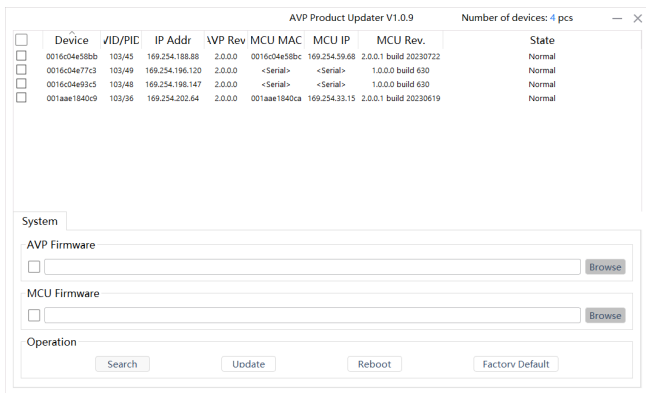 AVP Product Updater V1.0.9 Number of devices: 4 pcs
Device VID/PID IP Addr AVP Rev MCU MAC MCU IP MCU Rev. State
0016c04e58bb 103/45 169.254.188.88 2.0.0.0 0016c04e58bc 169.254.59.68 2.0.0.1 build 20230722 Normal
0016c04e77c3 103/49 169.254.196.120 2.0.0.0 <Serial> <Serial> 1.0.0.0 build 630 Normal
0016c04e93c5 103/48 169.254.198.147 2.0.0.0 <Serial> <Serial> 1.0.0.0 build 630 Normal
001aae1840c9 103/36 169.254.202.64 2.0.0.0 001aae1840ca 169.254.33.15 2.0.0.1 build 20230619 Normal
System
AVP Firmware
Browse
MCU Firmware
Browse
Operation
Search Update Reboot Factory Default